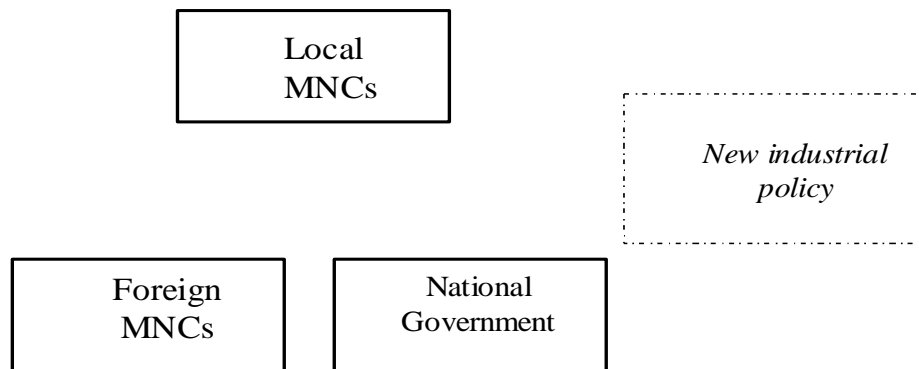 Local
MNCs
New industrial
policy
Foreign
MNCs
National
Government